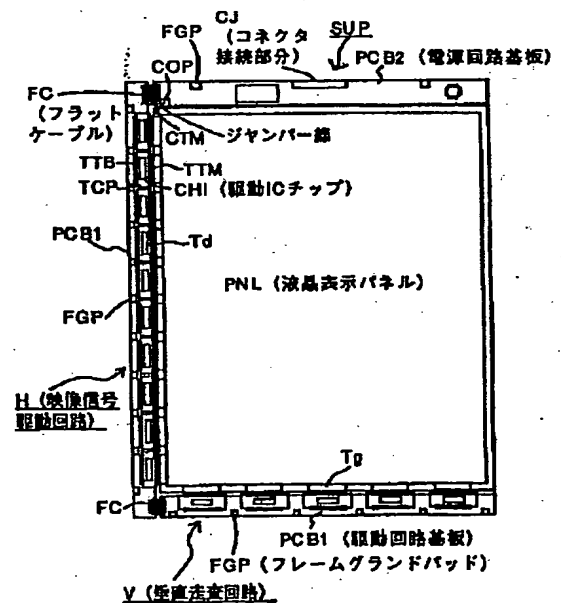 CJ
(コネクタ
接続部分)
FGP
SUP
COP
PCB2 (電源回路基板)
FC
(フラット
ケーブル)
CTM
ジャンパー線
TTB
TTM
TCP
CHI (駆動ICチップ)
PCB1
Td
PNL (液晶表示パネル)
FGP
H (映像信号
駆動回路)
Tg
FC
PCB1 (駆動回路基板)
FGP (フレームグランドパッド)
V (垂直走査回路)